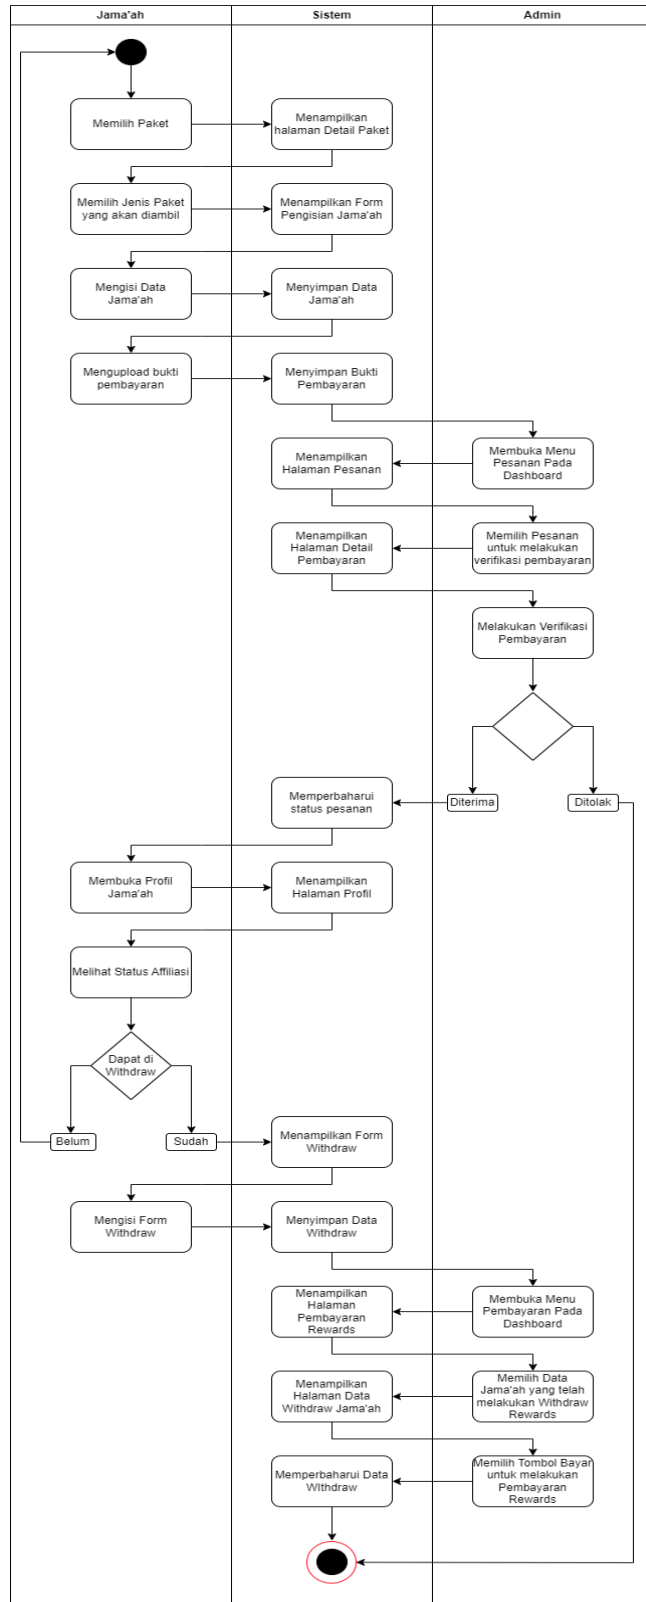 Jama'ah
Sistem
Admin
Memilih Paket
Menampilkan
halaman Detail Paket
Memilih Jenis Paket
yang akan diambil
Menampilkan Form
Pengisian Jama'ah
Mengisi Data
Jama'ah
Menyimpan Data
Jama'ah
Mengupload bukti
pembayaran
Menyimpan Bukti
Pembayaran
Menampilkan
Halaman Pesanan
Membuka Menu
Pesanan Pada
Dashboard
Menampilkan
Halaman Detail
Pembayaran
Memilih Pesanan
untuk melakukan
verifikasi pembayaran
Melakukan Verifikasi
Pembayaran
Memperbaharui
status pesanan
Diterima
Ditolak
Membuka Profil
Jama'ah
Menampilkan
Halaman Profil
Melihat Status Affiliasi
Dapat di
Withdraw
Belum
Sudah
Menampilkan Form
Withdraw
Mengisi Form
Withdraw
Menyimpan Data
Withdraw
Menampilkan
Halaman
Pembayaran
Rewards
Membuka Menu
Pembayaran Pada
Dashboard
Menampilkan
Halaman Data
Withdraw Jama'ah
Memilih Data
Jama'ah yang telah
melakukan Withdraw
Rewards
Memperbaharui Data
WIthdraw
Memilih Tombol Bayar
untuk melakukan
Pembayaran
Rewards